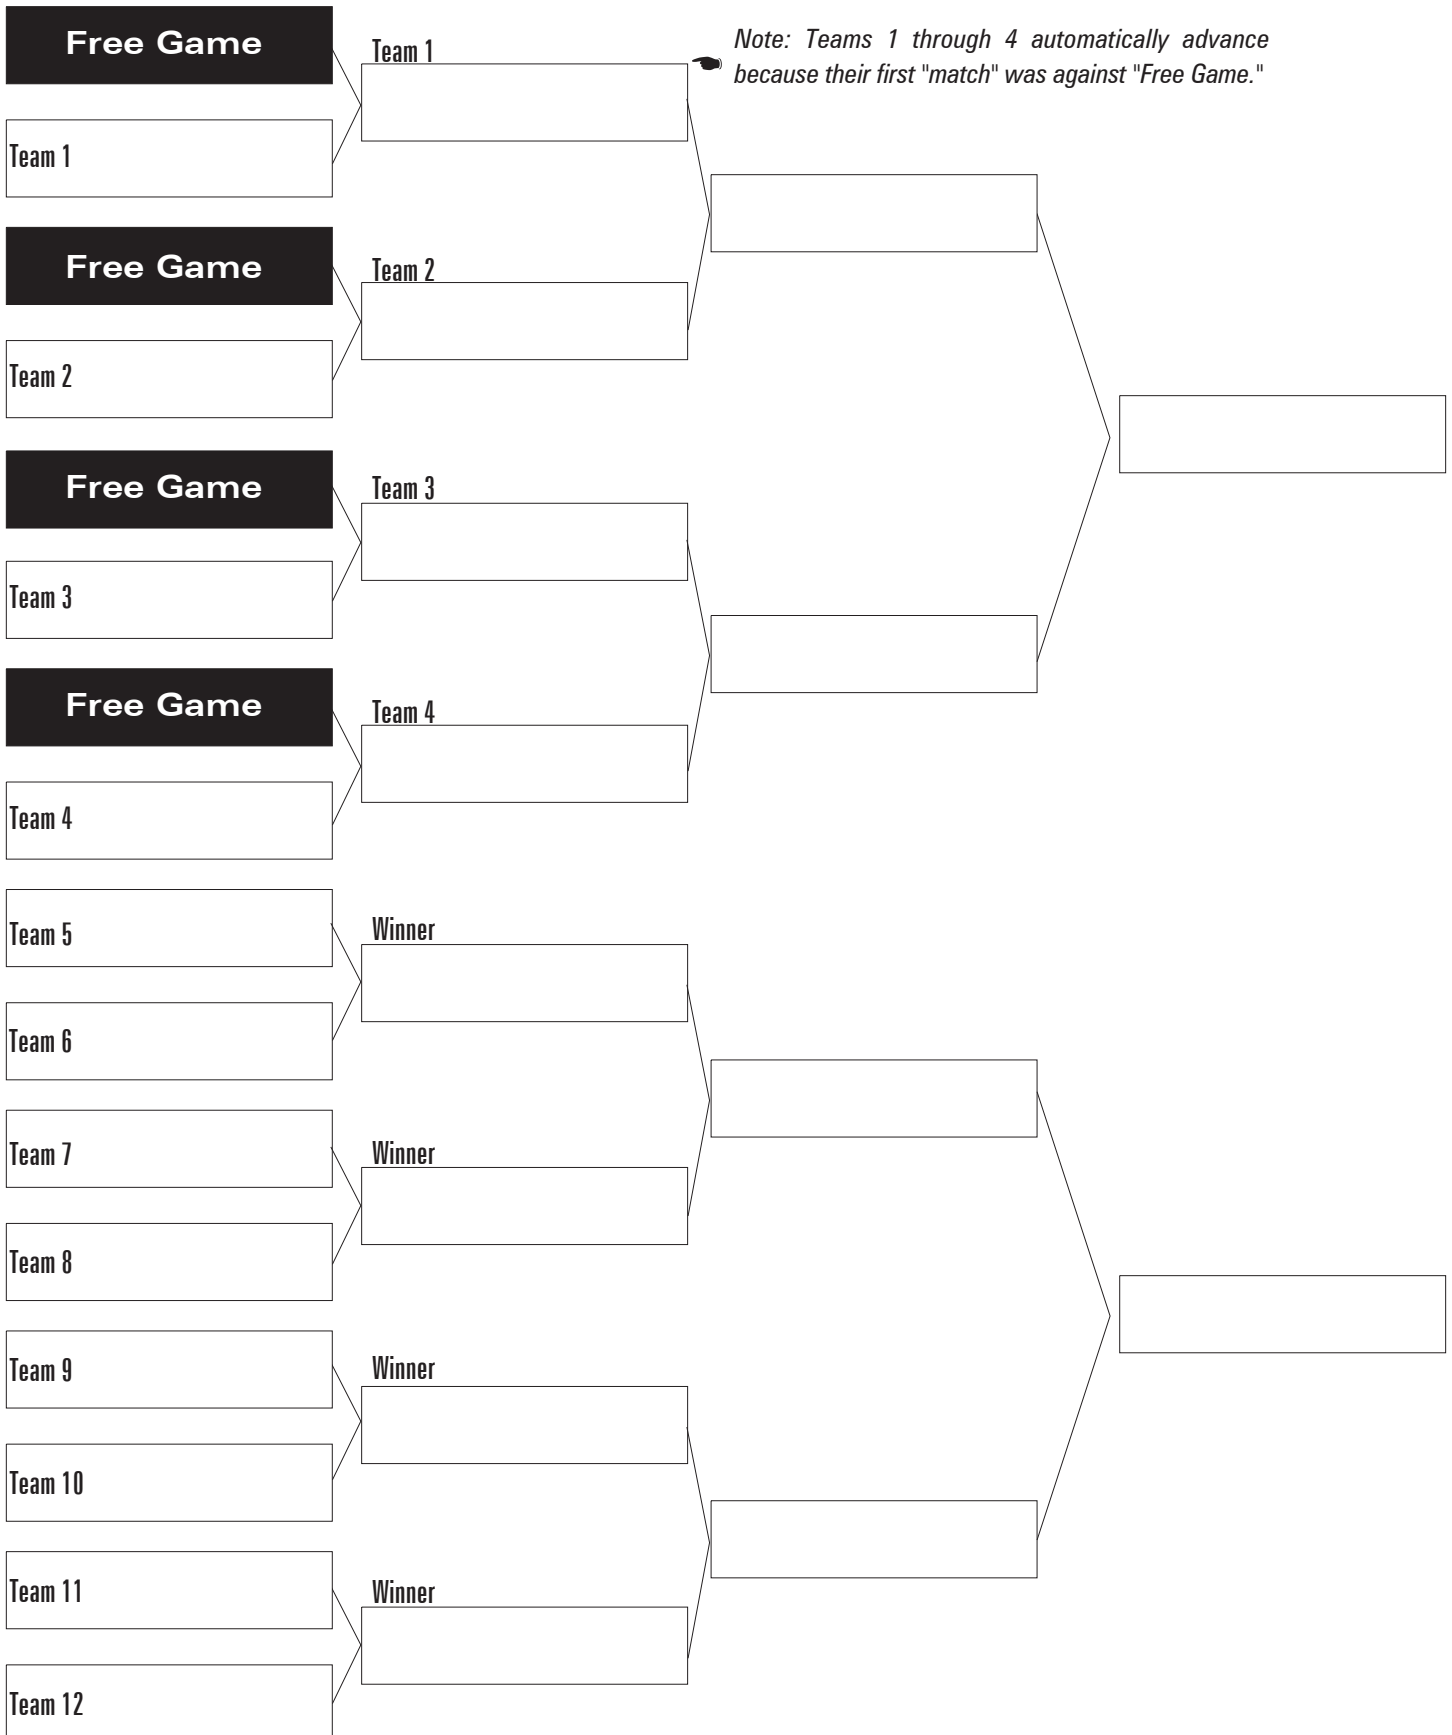 Free Game
Team 1
Note: Teams 1 through 4 automatically advance
because their first "match" was against "Free Game."
Team 1
Free Game
Team 2
Team 2
Free Game
Team 3
Team 3
Free Game
Team 4
Team 4
Team 5
Winner
Team 6
Team 7
Winner
Team 8
Team 9
Winner
Team 10
Team 11
Winner
Team 12